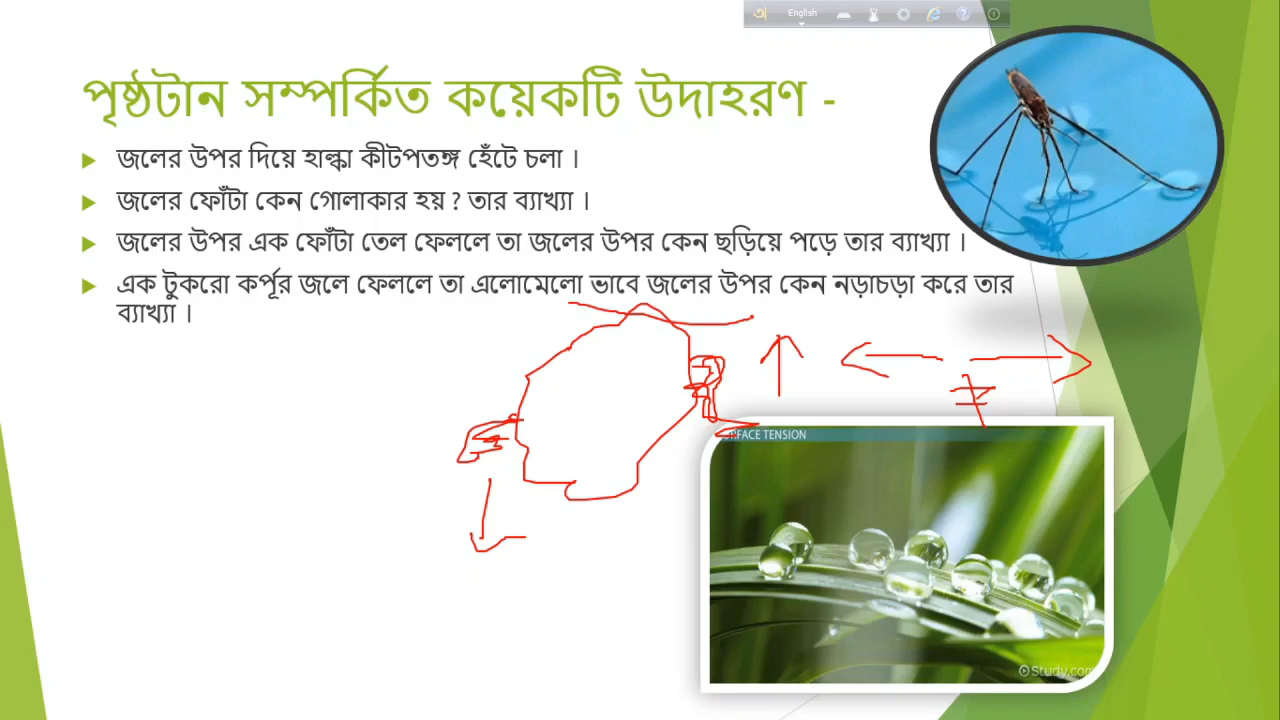 অ English
পৃষ্ঠটান সম্পর্কিত কয়েকটি উদাহরণ -
জলের উপর দিয়ে হাল্কা কীটপতঙ্গ হেঁটে চলা ।
জলের ফোঁটা কেন গোলাকার হয় ? তার ব্যাখ্যা ।
জলের উপর এক ফোঁটা তেল ফেললে তা জলের উপর কেন ছড়িয়ে পড়ে তার ব্যাখ্যা ।
এক টুকরো কর্পূর জলে ফেললে তা এলোমেলো ভাবে জলের উপর কেন নড়াচড়া করে তার
ব্যাখ্যা ।
RFACE TENSION
Study.com